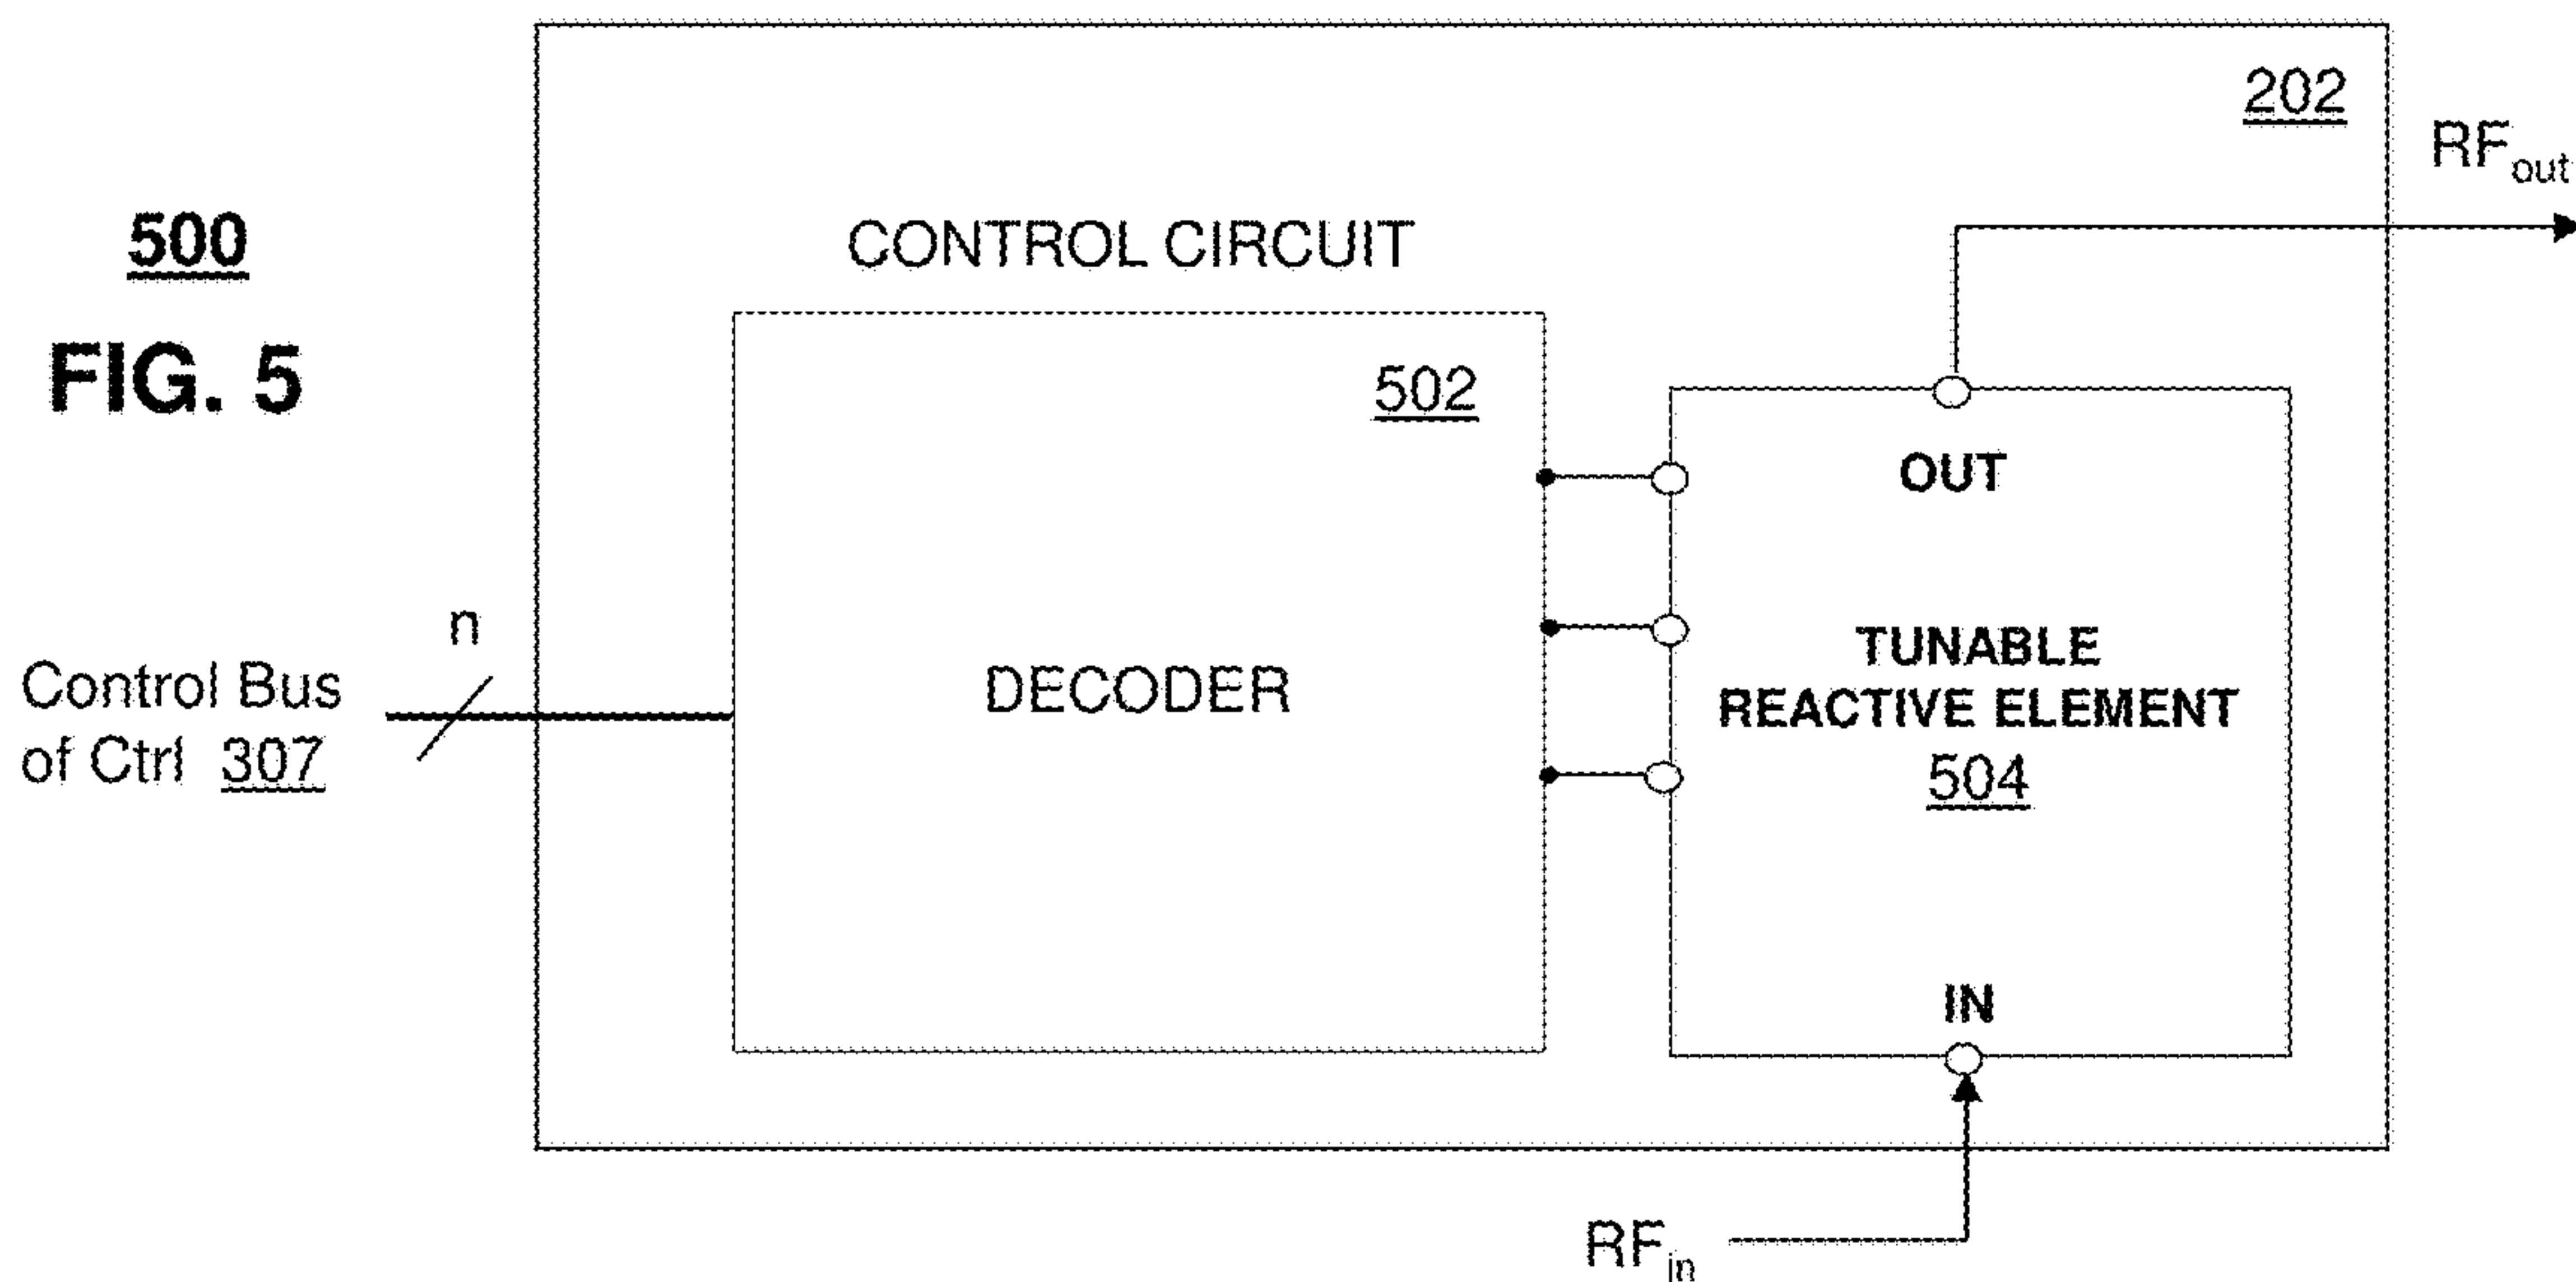 202
RFout
500
CONTROL CIRCUIT
FIG. 5
502
OUT
n
Control Bus
of Ctrl 307
DECODER
TUNABLE
REACTIVE ELEMENT
504
IN
RFin